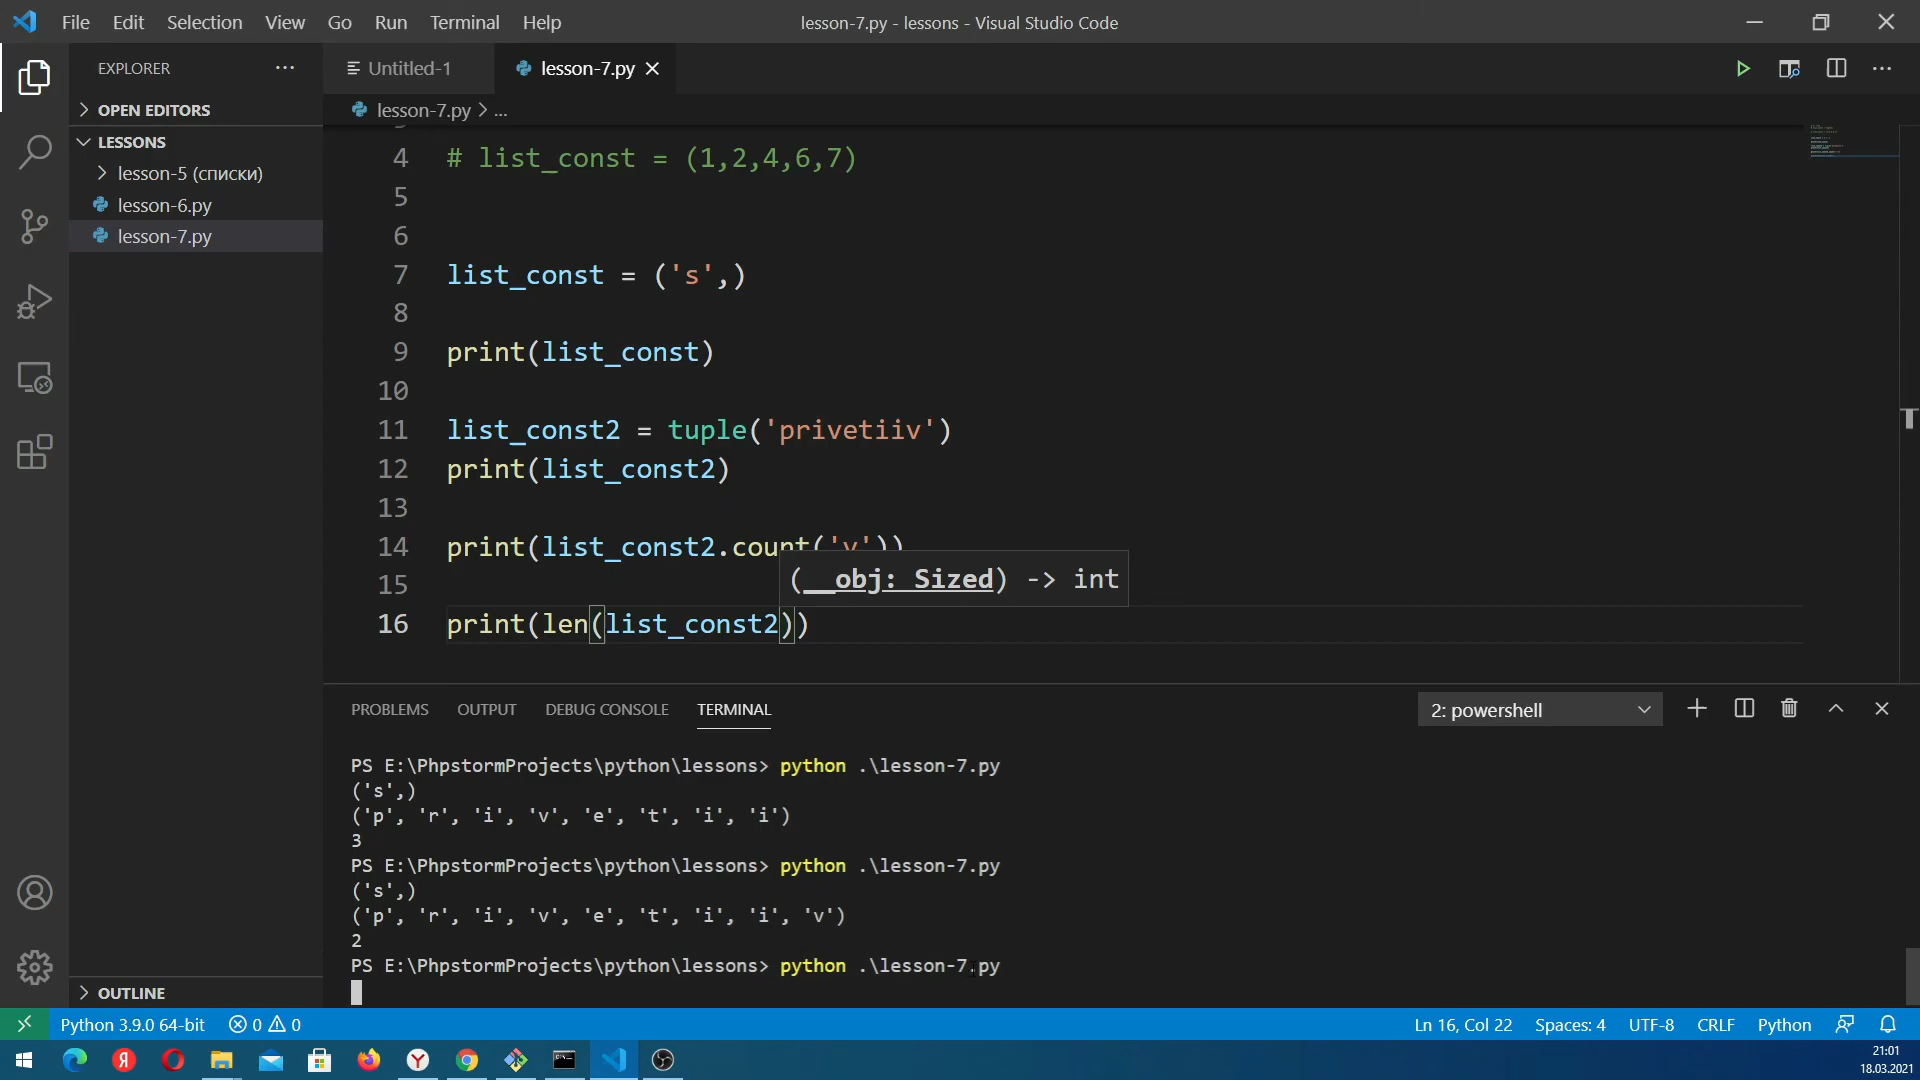 File Edit Selection View Go Run Terminal Help
lesson-7.py - lessons - Visual Studio Code
EXPLORER
Untitled-1
lesson-7.py
OPEN EDITORS
lesson-7.py > ...
LESSONS
lesson-5 (списки)
lesson-6.py
lesson-7.py
4 # list_const = (1,2,4,6,7)
5
6
7 list_const = ('s',)
8
9 print(list_const)
10
11 list_const2 = tuple('privetiiv')
12 print(list_const2)
13
14 print(list_const2.count('v'))
(__obj: Sized) -> int
15
16 print(len(list_const2))
PROBLEMS OUTPUT DEBUG CONSOLE TERMINAL
2: powershell
PS E:\PhpstormProjects\python\lessons> python .\lesson-7.py
('s',)
('p', 'r', 'i', 'v', 'e', 't', 'i', 'i')
3
PS E:\PhpstormProjects\python\lessons> python .\lesson-7.py
('s',)
('p', 'r', 'i', 'v', 'e', 't', 'i', 'i', 'v')
2
PS E:\PhpstormProjects\python\lessons> python .\lesson-7.py
OUTLINE
Python 3.9.0 64-bit 0 0
Ln 16, Col 22 Spaces: 4 UTF-8 CRLF Python
21:01
18.03.2021